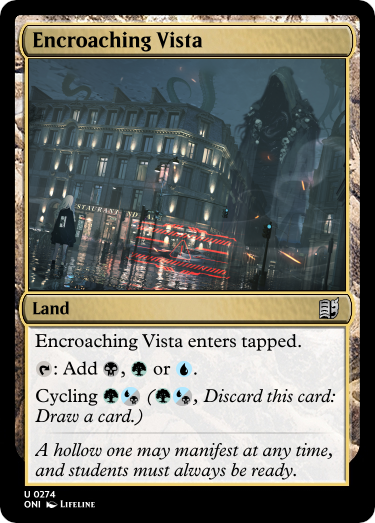 Encroaching Vista
RESTAURANT
Land
Encroaching Vista enters tapped.
: Add , or .
Cycling ( , Discard this card:
Draw a card.)
A hollow one may manifest at any time,
and students must always be ready.
U 0274
ONI LIFELINE